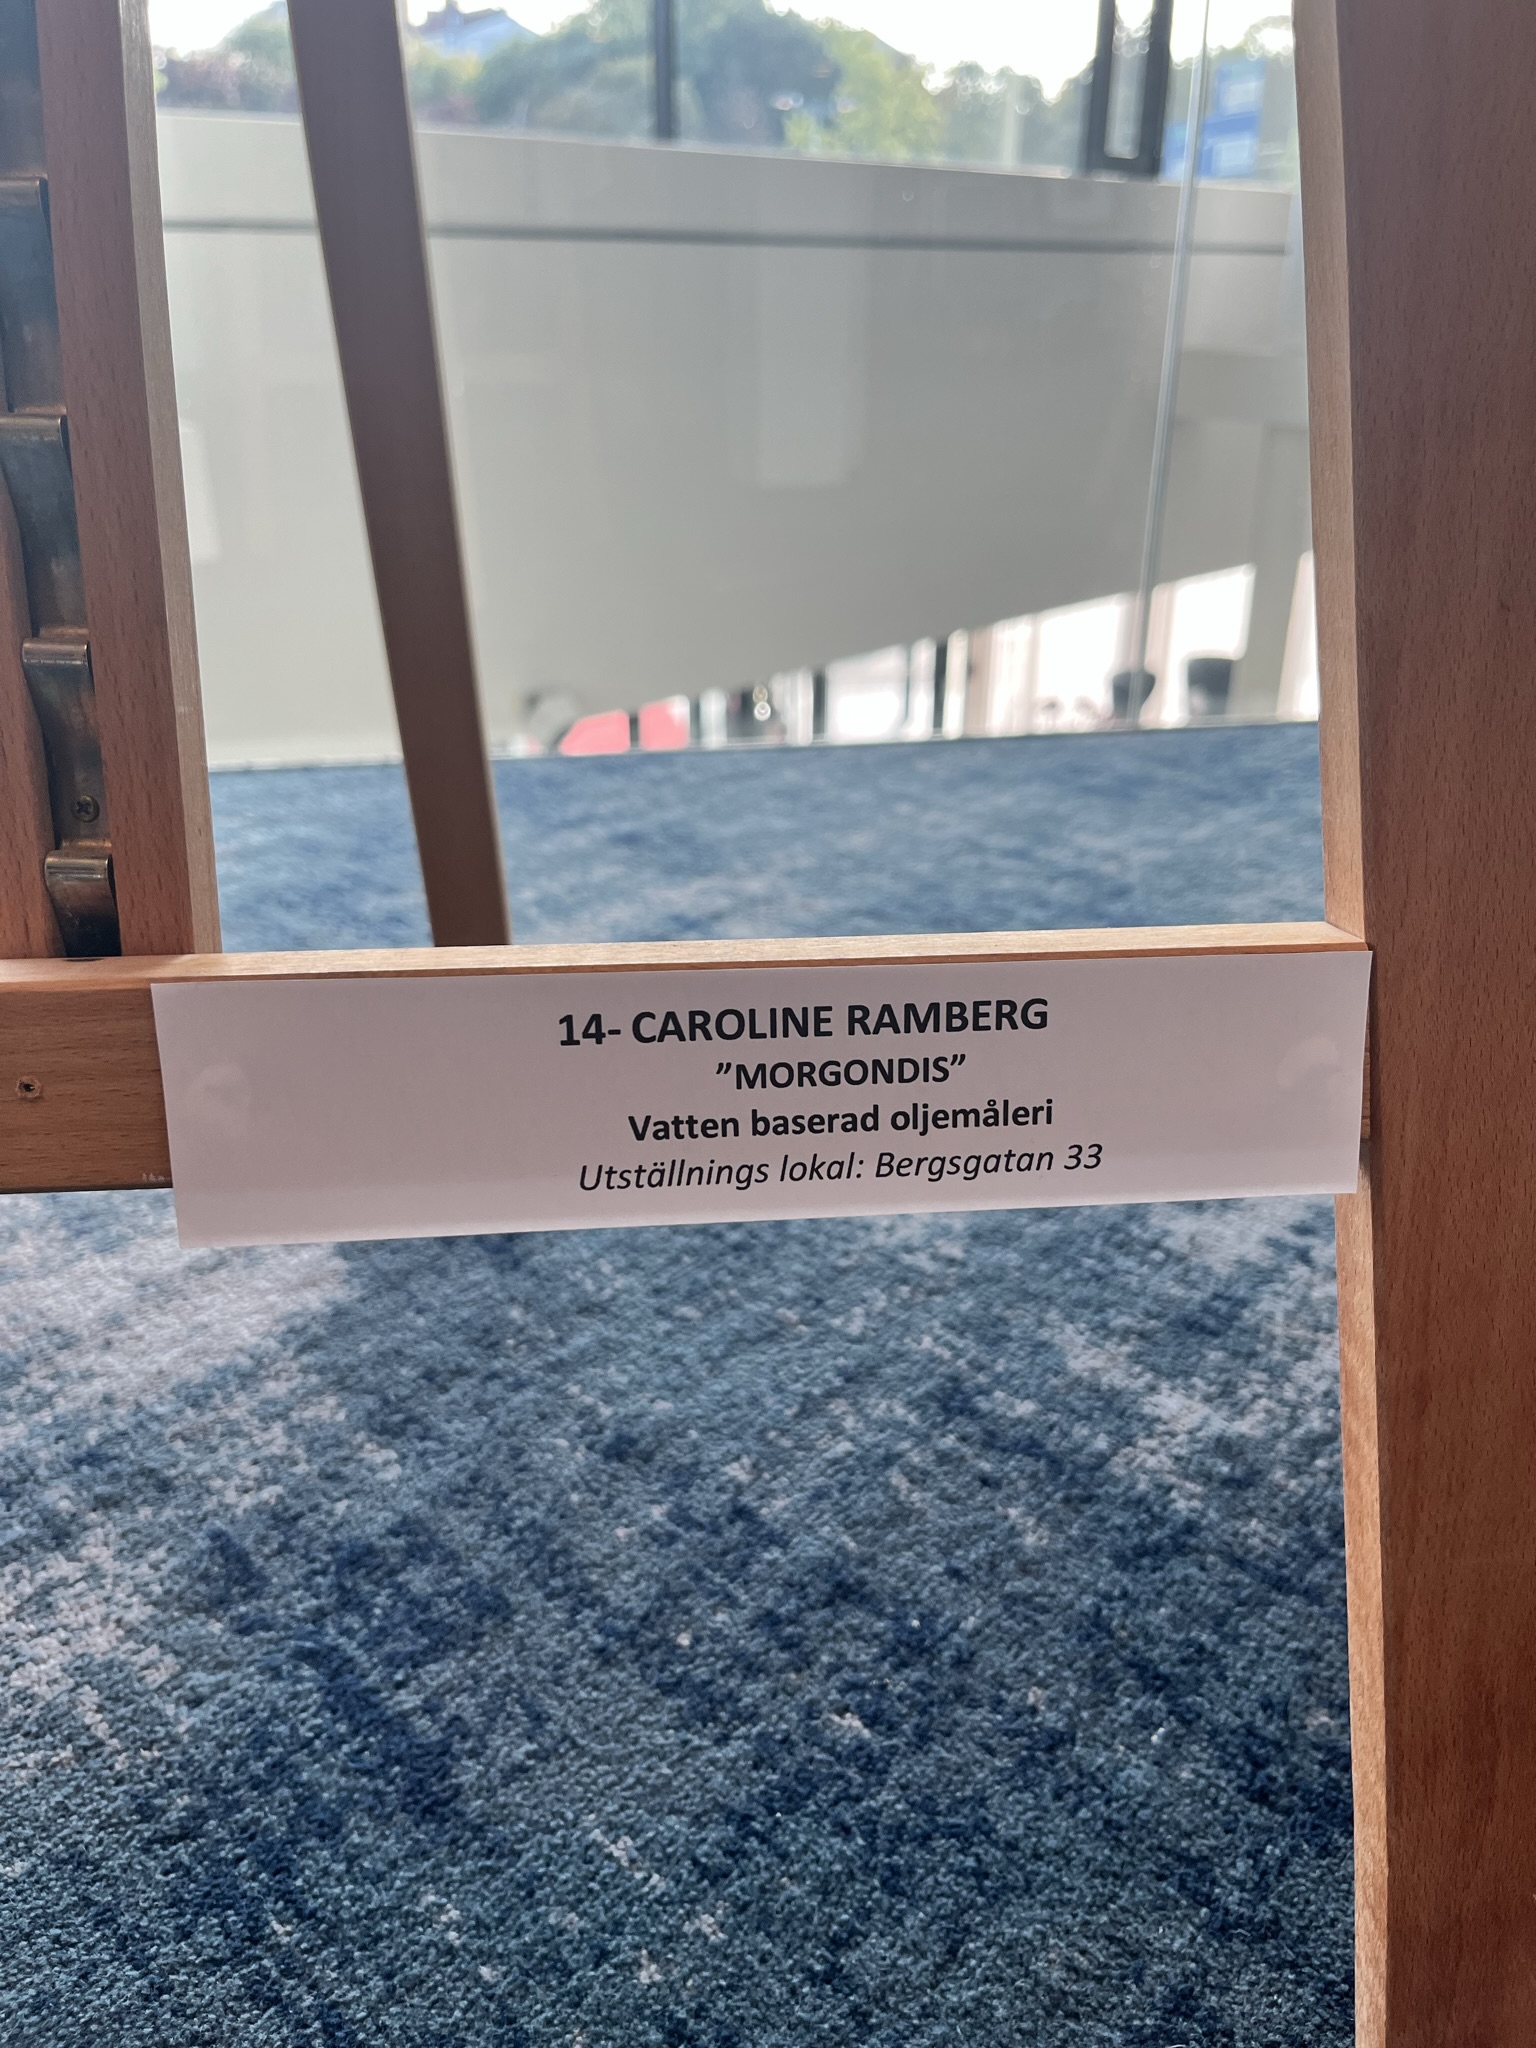 14- CAROLINE RAMBERG
”MORGONDIS”
Vatten baserad oljemåleri
Utställnings lokal: Bergsgatan 33